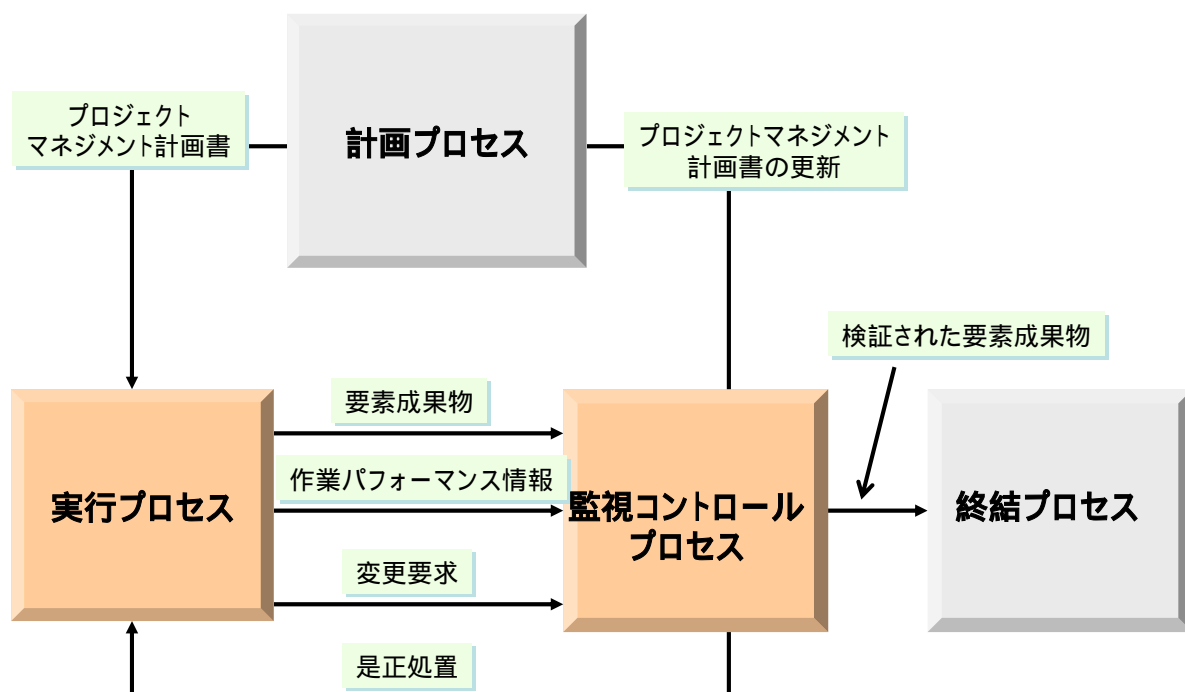 プロジェクト
マネジメント計画書
計画プロセス
プロジェクトマネジメント
計画書の更新
検証された要素成果物
要素成果物
作業パフォーマンス情報
実行プロセス
監視コントロール
プロセス
終結プロセス
変更要求
是正処置